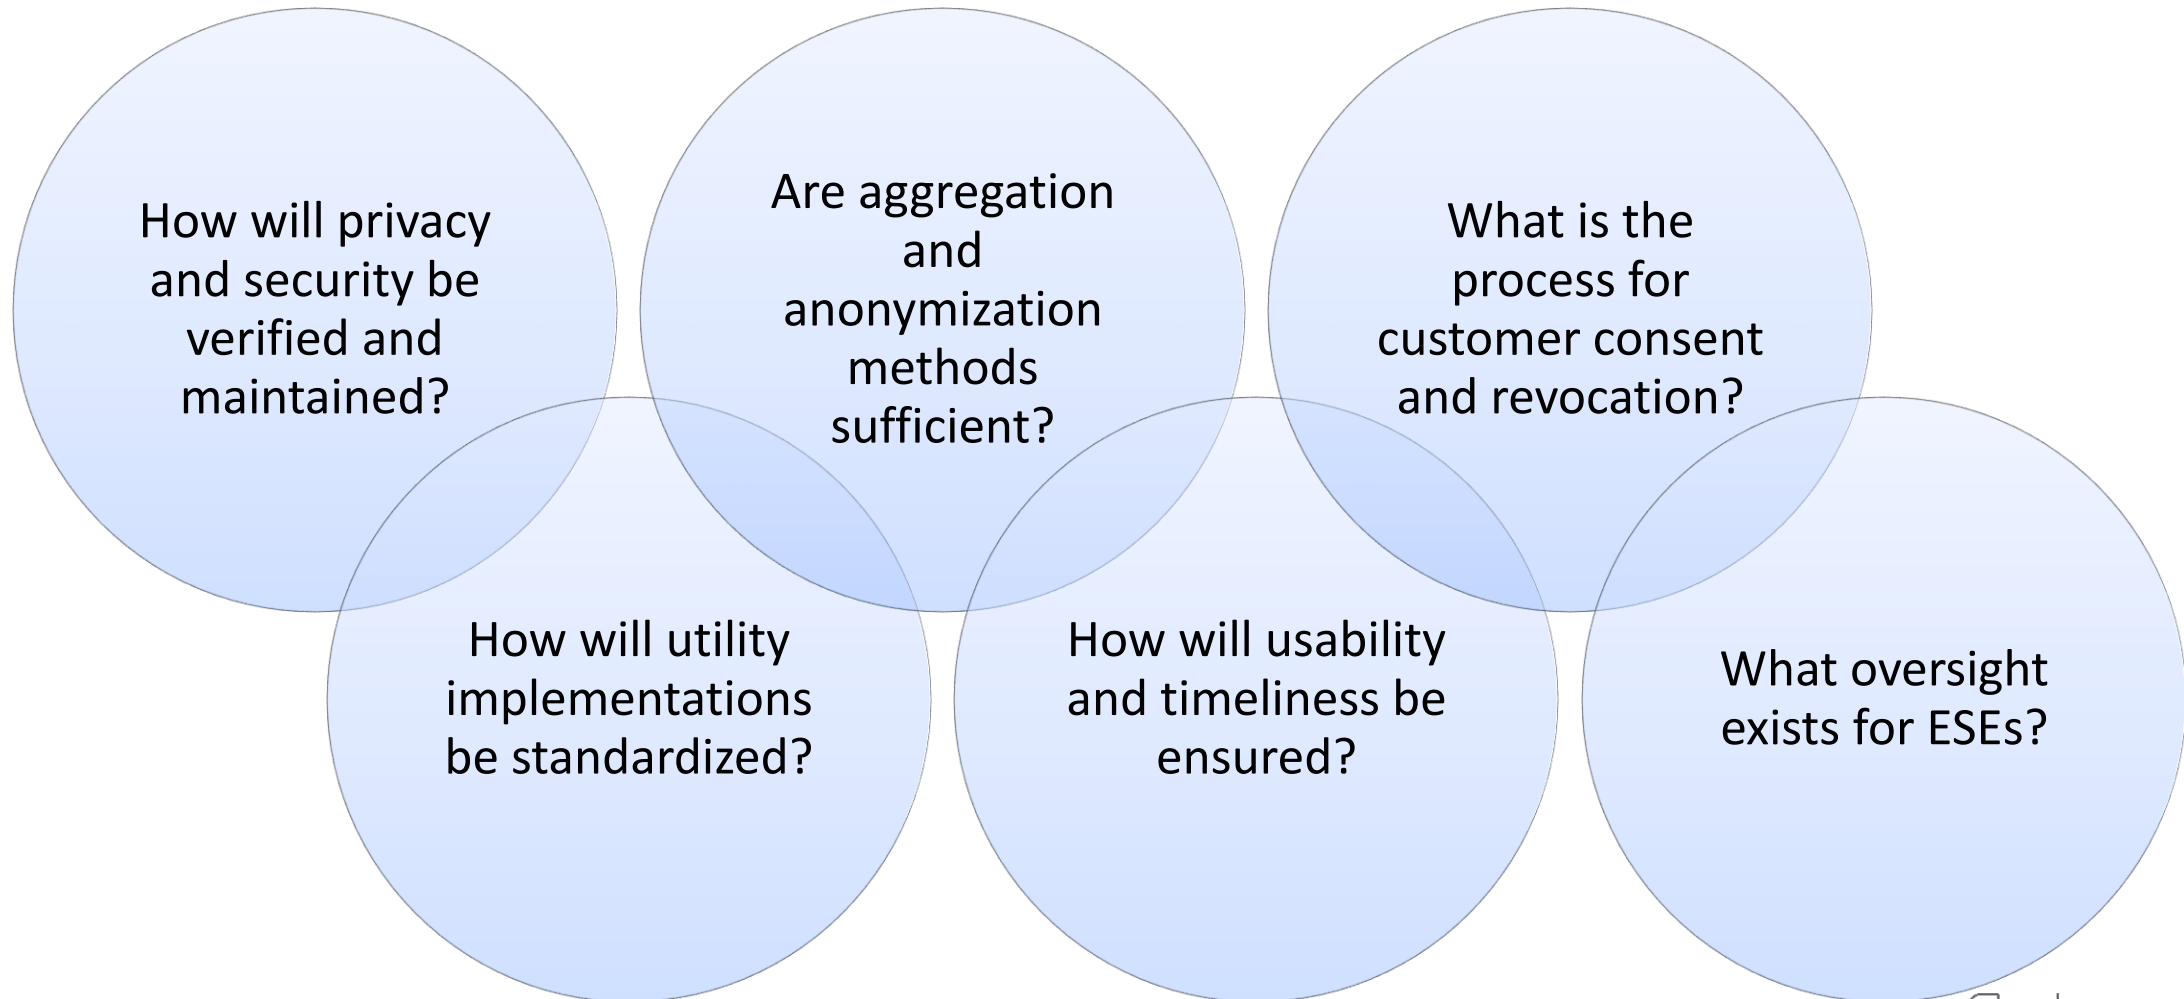 How will privacy
and security be
verified and
maintained?
Are aggregation
and
anonymization
methods
sufficient?
What is the
process for
customer consent
and revocation?
How will utility
implementations
be standardized?
How will usability
and timeliness be
ensured?
What oversight
exists for ESEs?